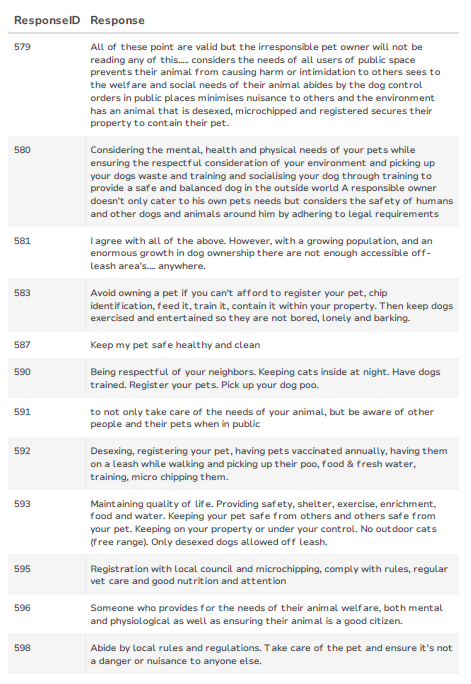 ResponseID Response
579 All of these point are valid but the irresponsible pet owner will not be
reading any of this..... considers the needs of all users of public space
prevents their animal from causing harm or intimidation to others sees to
the welfare and social needs of their animal abides by the dog control
orders in public places minimises nuisance to others and the environment
has an animal that is desexed, microchipped and registered secures their
property to contain their pet.
580 Considering the mental, health and physical needs of your pets while
ensuring the respectful consideration of your environment and picking up
your dogs waste and training and socialising your dog through training to
provide a safe and balanced dog in the outside world A responsible owner
doesn't only cater to his own pets needs but considers the safety of humans
and other dogs and animals around him by adhering to legal requirements
581 I agree with all of the above. However, with a growing population, and an
enormous growth in dog ownership there are not enough accessible off-
leash area's.... anywhere.
583 Avoid owning a pet if you can't afford to register your pet, chip
identification, feed it, train it, contain it within your property. Then keep dogs
exercised and entertained so they are not bored, lonely and barking.
587 Keep my pet safe healthy and clean
590 Being respectful of your neighbors. Keeping cats inside at night. Have dogs
trained. Register your pets. Pick up your dog poo.
591 to not only take care of the needs of your animal, but be aware of other
people and their pets when in public
592 Desexing, registering your pet, having pets vaccinated annually, having them
on a leash while walking and picking up their poo, food & fresh water,
training, micro chipping them.
593 Maintaining quality of life. Providing safety, shelter, exercise, enrichment,
food and water. Keeping your pet safe from others and others safe from
your pet. Keeping on your property or under your control. No outdoor cats
(free range). Only desexed dogs allowed off leash.
595 Registration with local council and microchipping, comply with rules, regular
vet care and good nutrition and attention
596 Someone who provides for the needs of their animal welfare, both mental
and physiological as well as ensuring their animal is a good citizen.
598 Abide by local rules and regulations. Take care of the pet and ensure it's not
a danger or nuisance to anyone else.